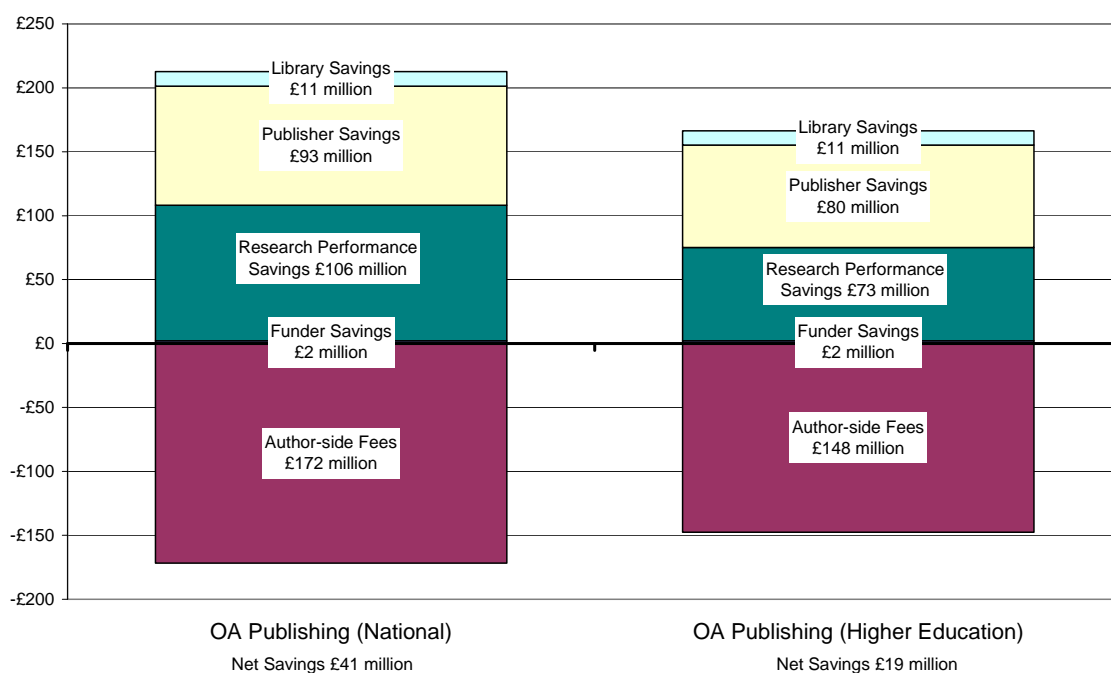 £250
£200
£150
£100
£50
£0
-£50
-£100
-£150
-£200
Library Savings
£11 million
Publisher Savings
£93 million
Research Performance
Savings £106 million
Funder Savings
£2 million
Author-side Fees
£172 million
Library Savings
£11 million
Publisher Savings
£80 million
Research Performance
Savings £73 million
Funder Savings
£2 million
Author-side Fees
£148 million
OA Publishing (National)
Net Savings £41 million
OA Publishing (Higher Education)
Net Savings £19 million